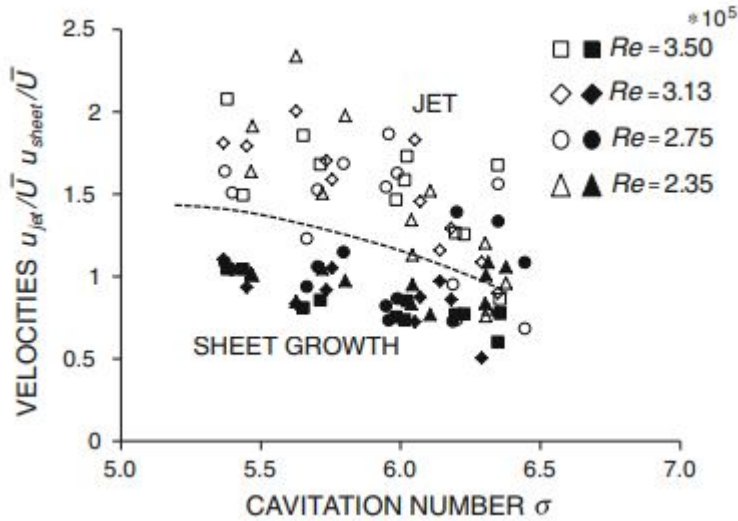 *10⁵
2.5
Re = 3.50
JET
Re = 3.13
2
Re = 2.75
Re = 2.35
1.5
1
SHEET GROWTH
0.5
0
5.0 5.5 6.0 6.5 7.0
CAVITATION NUMBER σ
VELOCITIES u_jet/U̅ u_sheet/U̅